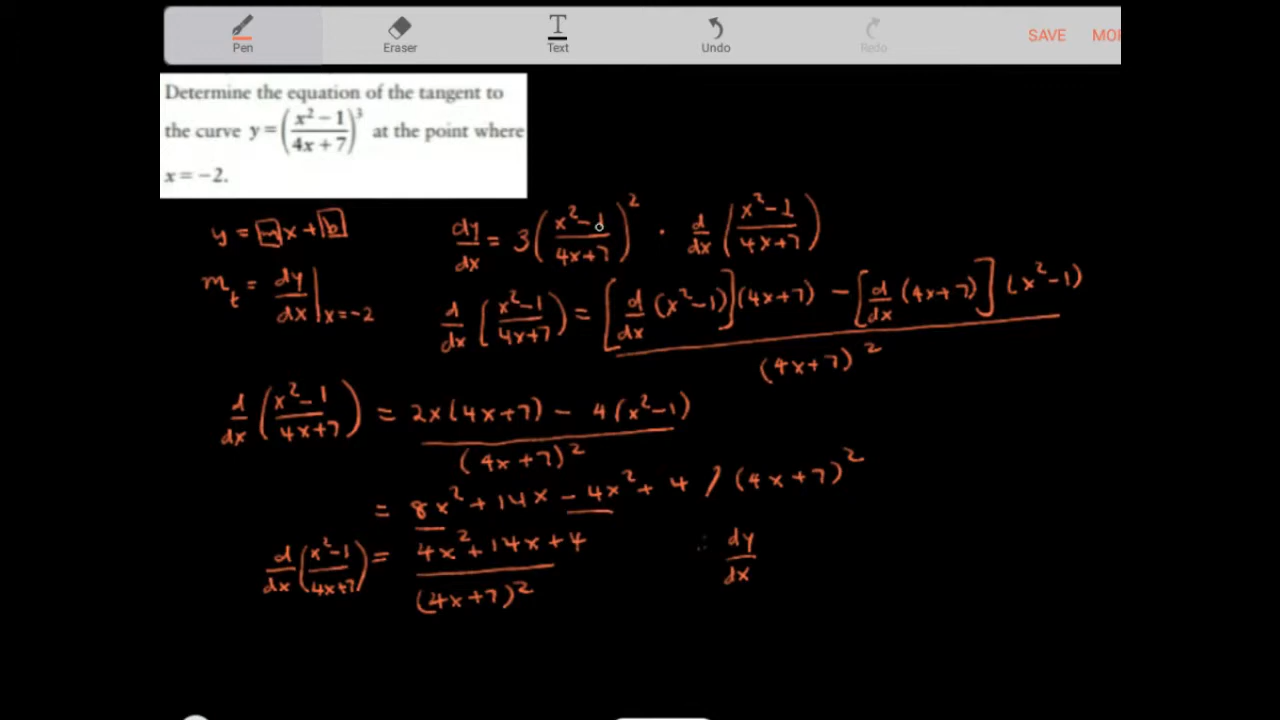 Pen Eraser Text Undo Redo SAVE MOR
Determine the equation of the tangent to
the curve y = ((x² − 1)/(4x + 7))³ at the point where
x = −2.
y = mx + b
dy/dx = 3((x²−1)/(4x+7))² · d/dx((x²−1)/(4x+7))
m_t = dy/dx |x=−2
d/dx((x²−1)/(4x+7)) = [d/dx(x²−1)](4x+7) − [d/dx(4x+7)](x²−1) / (4x+7)²
d/dx((x²−1)/(4x+7)) = 2x(4x+7) − 4(x²−1) / (4x+7)²
= 8x² + 14x − 4x² + 4 / (4x+7)²
d/dx((x²−1)/(4x+7)) = 4x² + 14x + 4 / (4x+7)²
∴ dy/dx